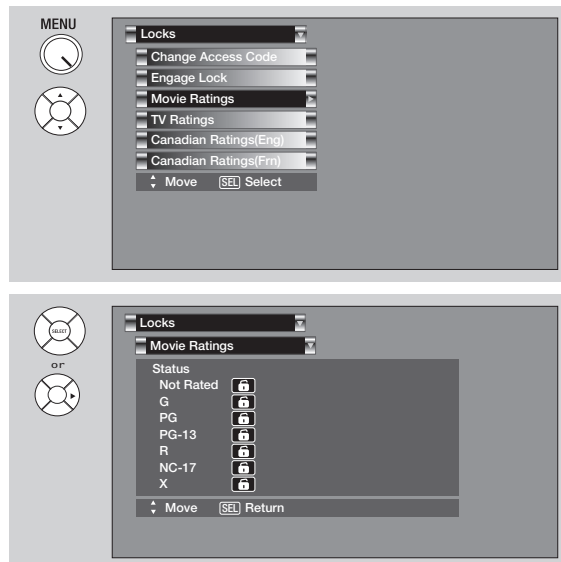 MENU
Locks
Change Access Code
Engage Lock
Movie Ratings
TV Ratings
Canadian Ratings(Eng)
Canadian Ratings(Frn)
Move SEL Select
SELECT
or
Locks
Movie Ratings
Status
Not Rated
G
PG
PG-13
R
NC-17
X
Move SEL Return